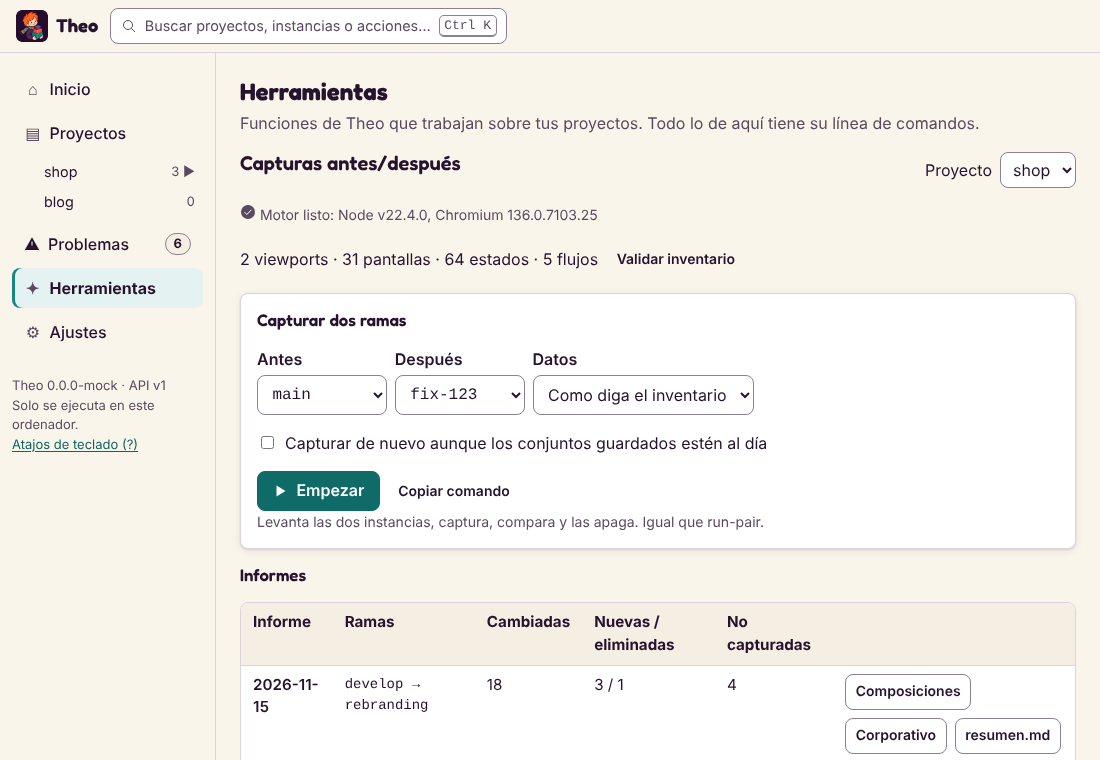 Theo
Buscar proyectos, instancias o acciones...
Ctrl K
Inicio
Proyectos
shop 3
blog 0
Problemas 6
Herramientas
Ajustes
Theo 0.0.0-mock · API v1
Solo se ejecuta en este
ordenador.
Atajos de teclado (?)
Herramientas
Funciones de Theo que trabajan sobre tus proyectos. Todo lo de aquí tiene su línea de comandos.
Capturas antes/después
Proyecto shop
Motor listo: Node v22.4.0, Chromium 136.0.7103.25
2 viewports · 31 pantallas · 64 estados · 5 flujos Validar inventario
Capturar dos ramas
Antes Después Datos
main fix-123 Como diga el inventario
Capturar de nuevo aunque los conjuntos guardados estén al día
Empezar Copiar comando
Levanta las dos instancias, captura, compara y las apaga. Igual que run-pair.
Informes
Informe Ramas Cambiadas Nuevas / No
eliminadas capturadas
2026-11- develop → 18 3 / 1 4 Composiciones
15 rebranding
Corporativo resumen.md